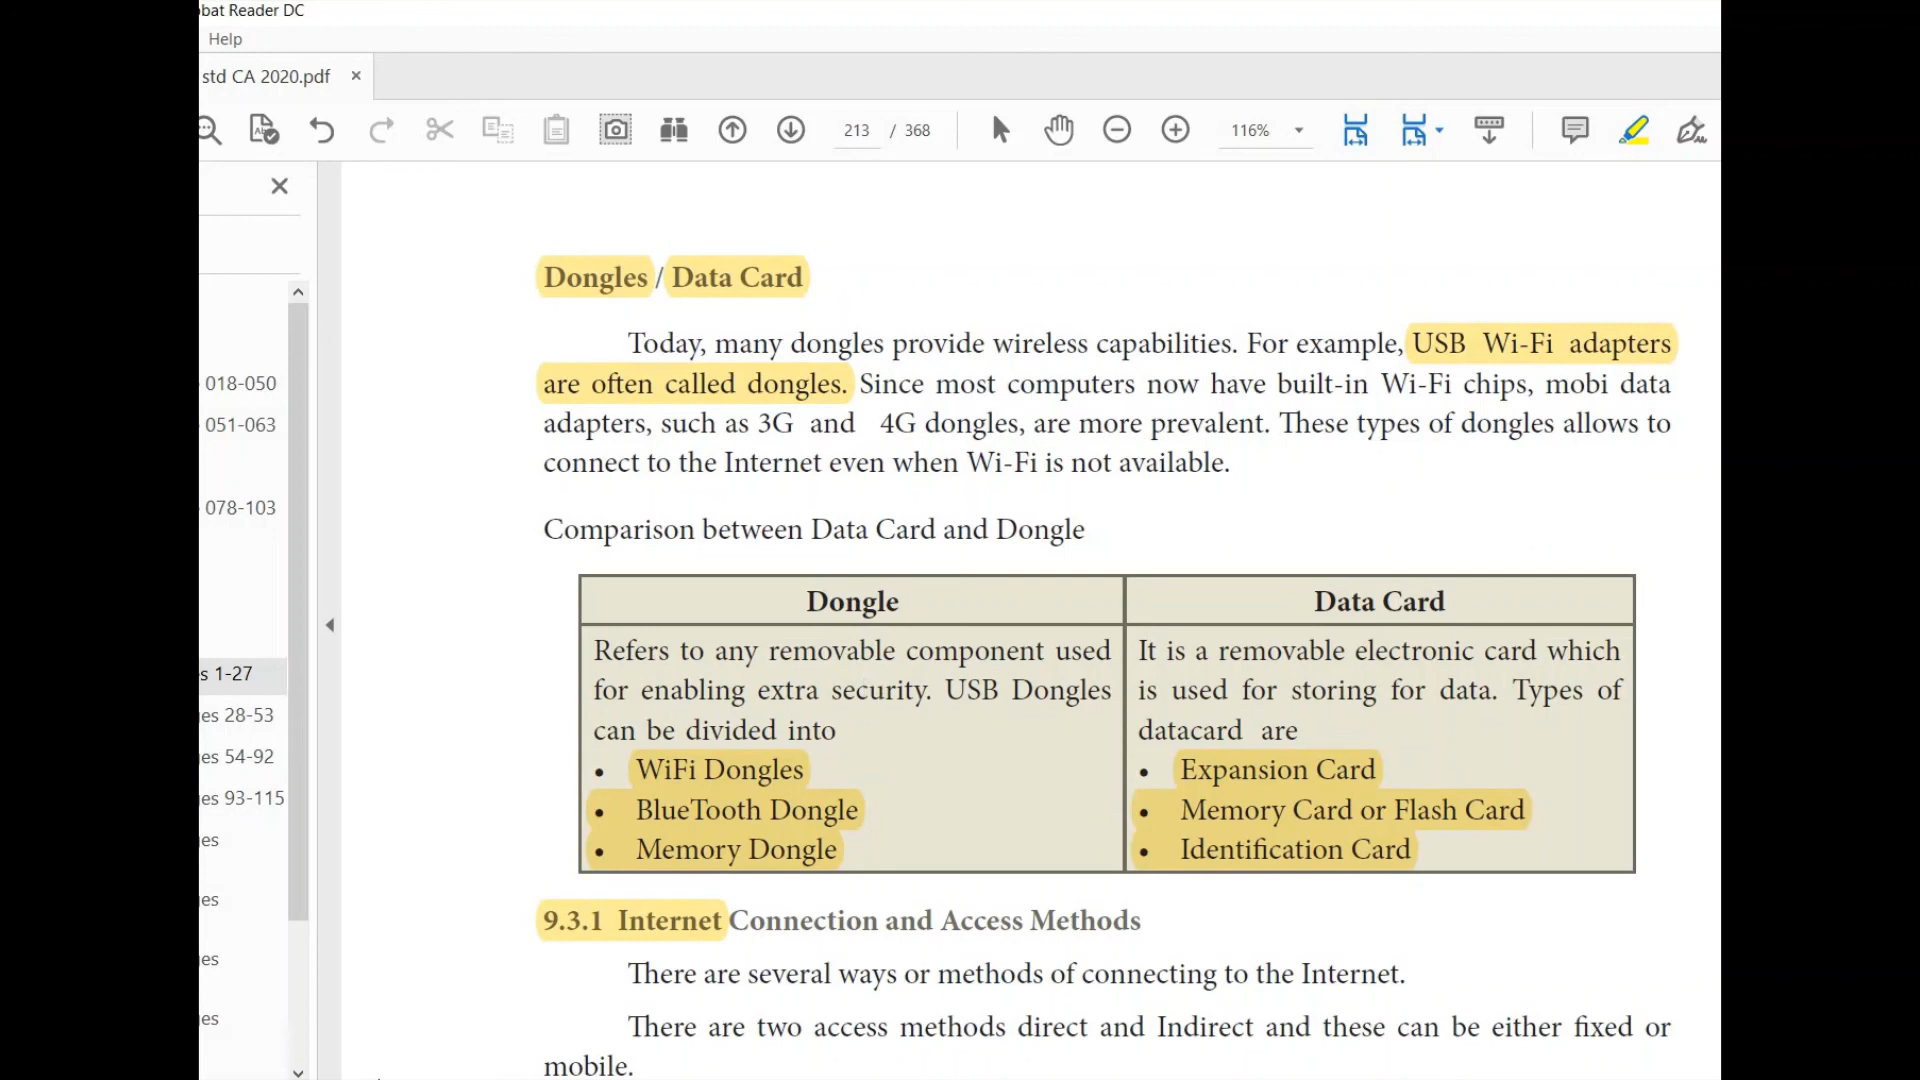 obat Reader DC
Help
std CA 2020.pdf
213 / 368
116%
018-050
051-063
078-103
s 1-27
es 28-53
es 54-92
es 93-115
es
es
es
es
Dongles / Data Card
Today, many dongles provide wireless capabilities. For example, USB Wi-Fi adapters
are often called dongles. Since most computers now have built-in Wi-Fi chips, mobi data
adapters, such as 3G and 4G dongles, are more prevalent. These types of dongles allows to
connect to the Internet even when Wi-Fi is not available.
Comparison between Data Card and Dongle
Dongle
Refers to any removable component used
for enabling extra security. USB Dongles
can be divided into
• WiFi Dongles
• BlueTooth Dongle
• Memory Dongle
Data Card
It is a removable electronic card which
is used for storing for data. Types of
datacard are
• Expansion Card
• Memory Card or Flash Card
• Identification Card
9.3.1 Internet Connection and Access Methods
There are several ways or methods of connecting to the Internet.
There are two access methods direct and Indirect and these can be either fixed or
mobile.